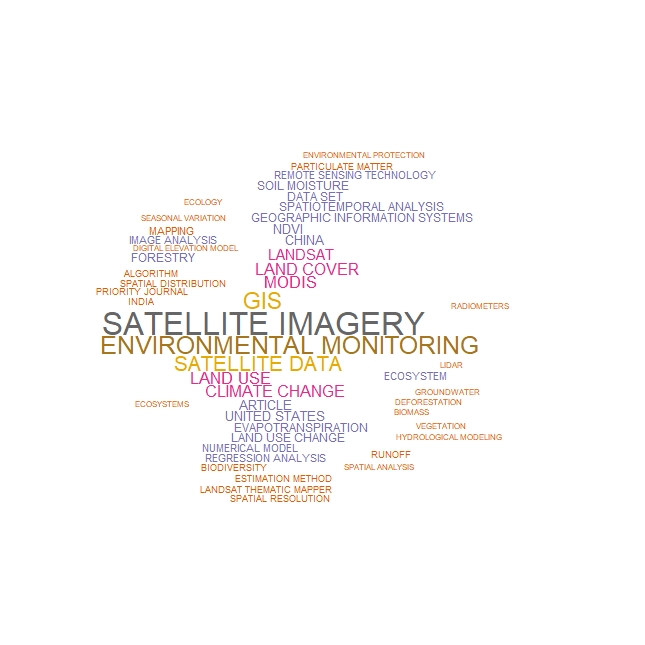 ENVIRONMENTAL PROTECTION
PARTICULATE MATTER
REMOTE SENSING TECHNOLOGY
SOIL MOISTURE
DATA SET
ECOLOGY
SPATIOTEMPORAL ANALYSIS
SEASONAL VARIATION
GEOGRAPHIC INFORMATION SYSTEMS
MAPPING
NDVI
IMAGE ANALYSIS
CHINA
DIGITAL ELEVATION MODEL
LANDSAT
FORESTRY
LAND COVER
ALGORITHM
MODIS
SPATIAL DISTRIBUTION
PRIORITY JOURNAL
GIS
INDIA
RADIOMETERS
SATELLITE IMAGERY
ENVIRONMENTAL MONITORING
SATELLITE DATA
LIDAR
LAND USE
ECOSYSTEM
CLIMATE CHANGE
GROUNDWATER
DEFORESTATION
ECOSYSTEMS
ARTICLE
BIOMASS
UNITED STATES
EVAPOTRANSPIRATION
VEGETATION
LAND USE CHANGE
HYDROLOGICAL MODELING
NUMERICAL MODEL
RUNOFF
REGRESSION ANALYSIS
BIODIVERSITY
SPATIAL ANALYSIS
ESTIMATION METHOD
LANDSAT THEMATIC MAPPER
SPATIAL RESOLUTION